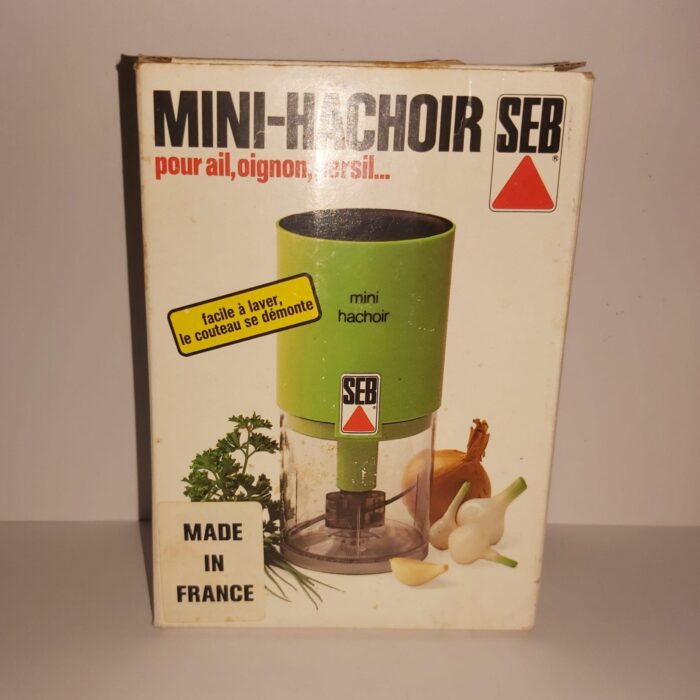 MINI-HACHOIR SEB
pour ail, oignon, persil...
facile à laver,
le couteau se démonte
mini
hachoir
SEB
MADE
IN
FRANCE